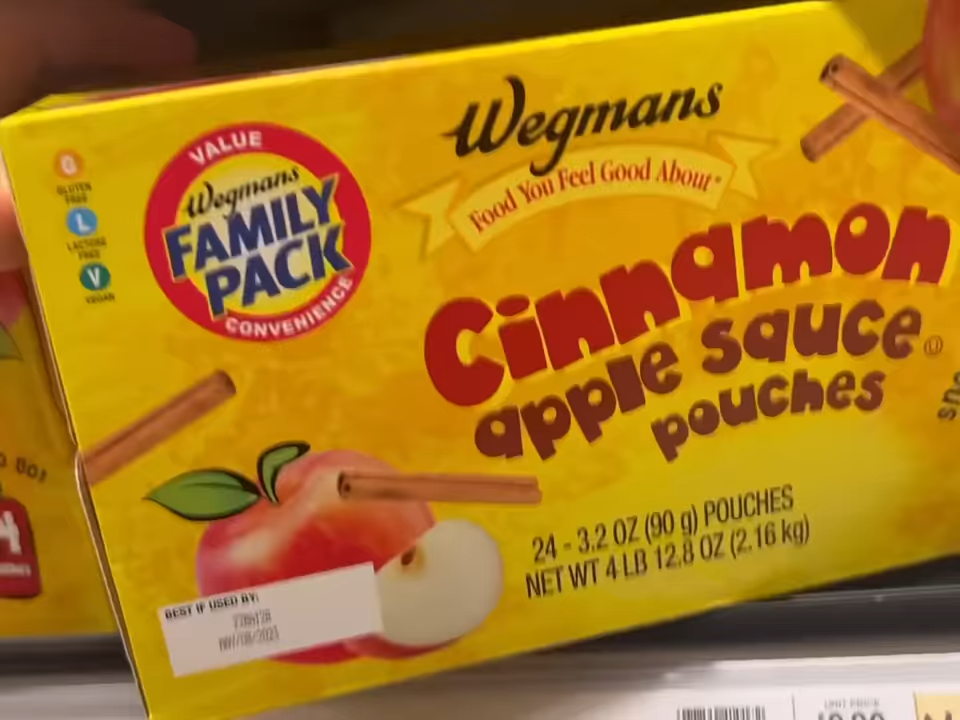 G
GLUTEN
FREE
L
LACTOSE
FREE
V
VEGAN
VALUE
Wegmans
FAMILY
PACK
CONVENIENCE
Wegmans
Food You Feel Good About
Cinnamon
apple sauce
pouches
24 - 3.2 OZ (90 g) POUCHES
NET WT 4 LB 12.8 OZ (2.16 kg)
BEST IF USED BY:
UNIT PRICE